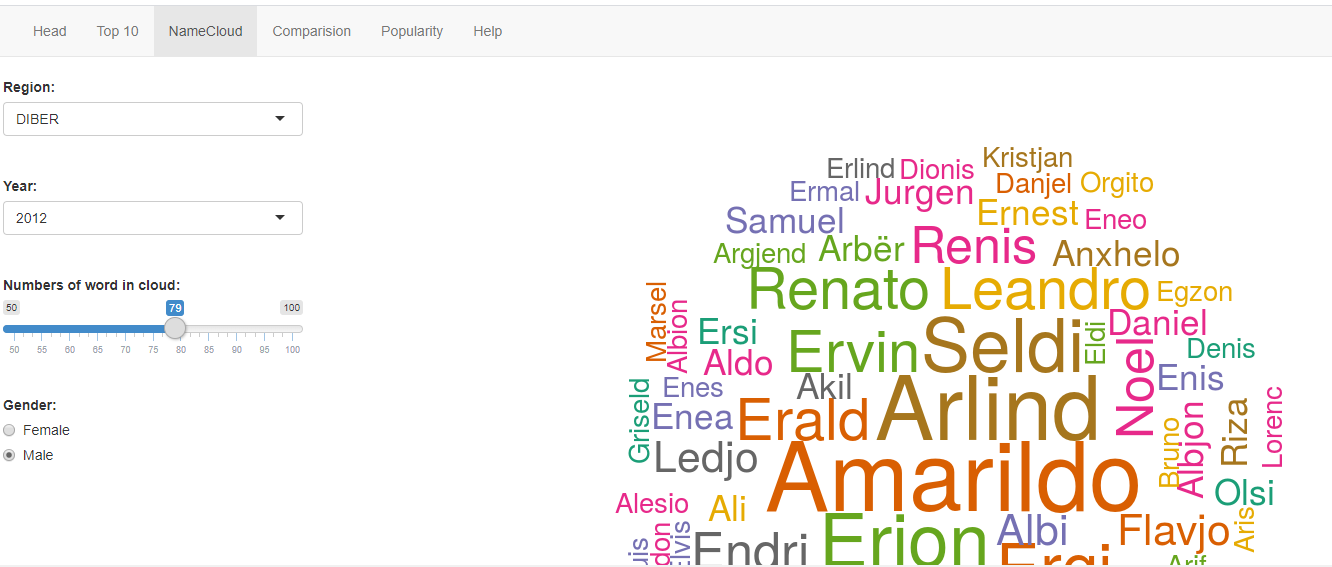 Head Top 10 NameCloud Comparision Popularity Help
Region:
DIBER
Year:
2012
Numbers of word in cloud:
50 79 100
50 55 60 65 70 75 80 85 90 95 100
Gender:
Female
Male
Kristjan
Erlind Dionis
Danjel Orgito
Ermal Jurgen
Samuel Ernest Eneo
Argjend Arbër Renis Anxhelo
Renato Leandro Egzon
Marsel
Albion
Ersi Ervin Seldi Eldi Daniel
Aldo Noel Denis
Enes Akil Arlind Enis
Griseld
Enea Erald
Bruno
Albjon
Riza
Lorenc
Ledjo Amarildo
Olsi
Alesio Ali
Aris
Elvis
Endri Erion Albi Flavjo
Ergi
Arif